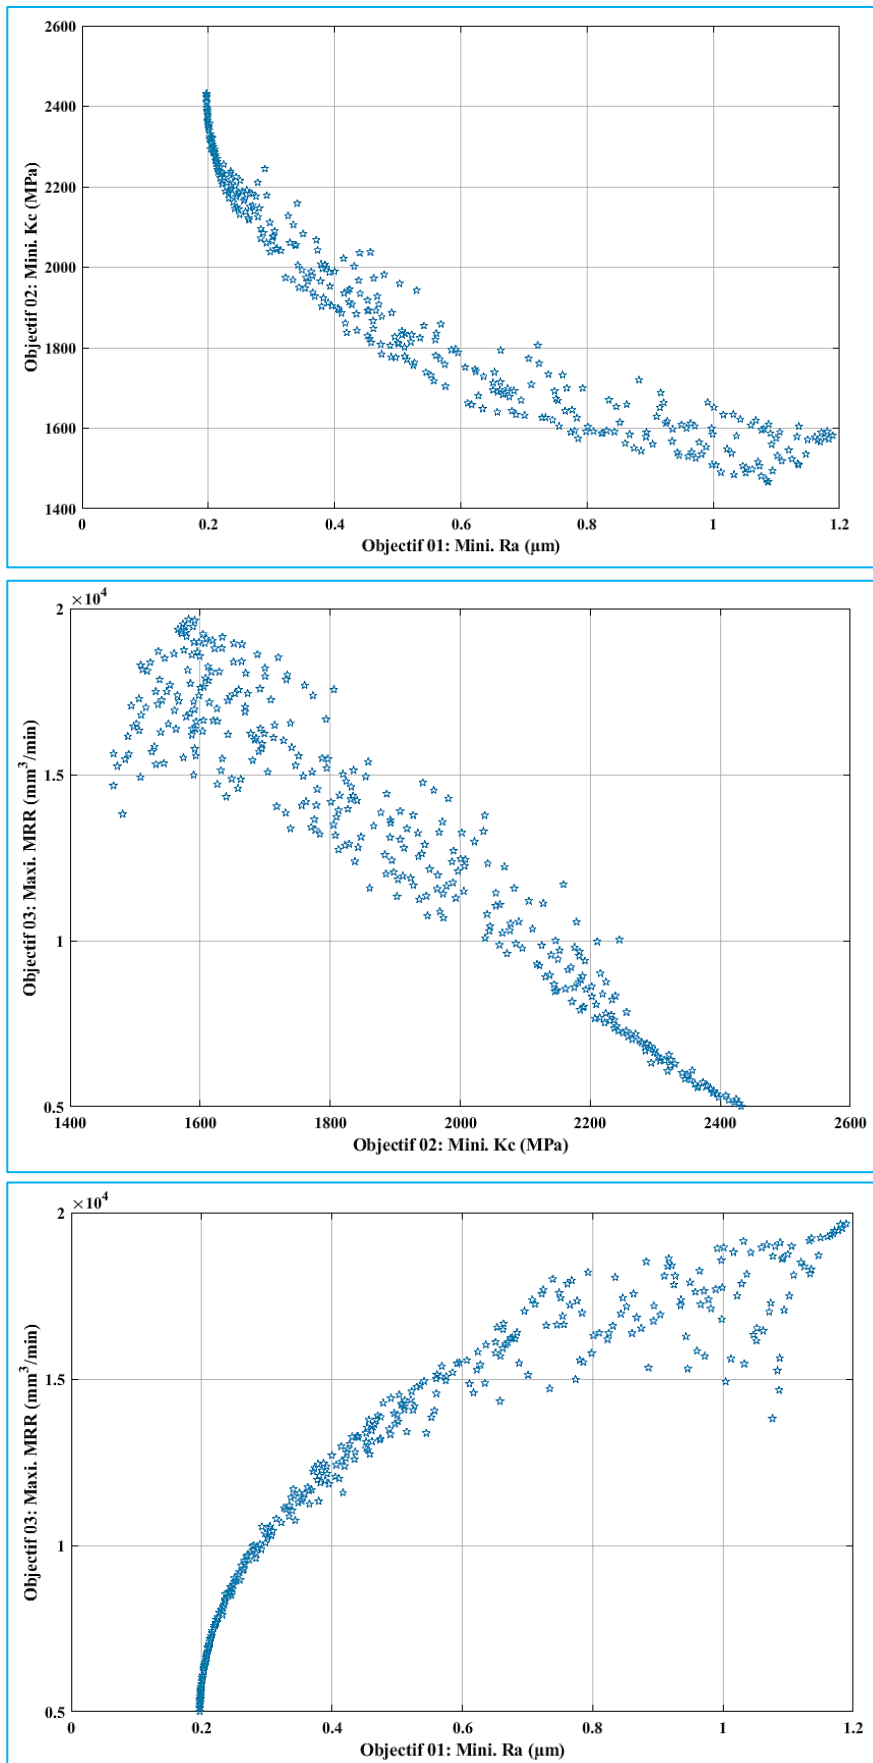 2600
2400
2200
2000
1800
1600
1400
Objectif 02: Mini. Kc (MPa)
0 0.2 0.4 0.6 0.8 1 1.2
Objectif 01: Mini. Ra (µm)
×10⁴
2
1.5
1
0.5
Objectif 03: Maxi. MRR (mm³/min)
1400 1600 1800 2000 2200 2400 2600
Objectif 02: Mini. Kc (MPa)
×10⁴
2
1.5
1
0.5
Objectif 03: Maxi. MRR (mm³/min)
0 0.2 0.4 0.6 0.8 1 1.2
Objectif 01: Mini. Ra (µm)